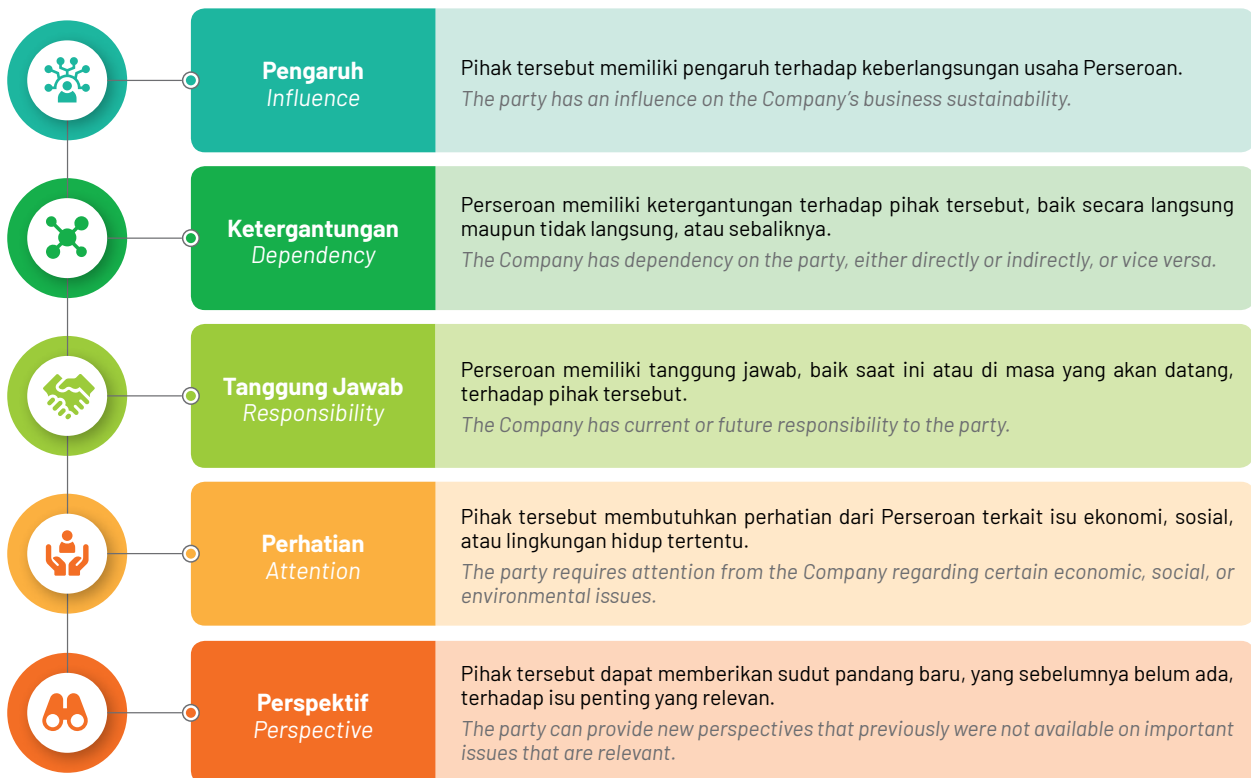 Pengaruh
Influence
Pihak tersebut memiliki pengaruh terhadap keberlangsungan usaha Perseroan.
The party has an influence on the Company's business sustainability.
Ketergantungan
Dependency
Perseroan memiliki ketergantungan terhadap pihak tersebut, baik secara langsung
maupun tidak langsung, atau sebaliknya.
The Company has dependency on the party, either directly or indirectly, or vice versa.
Tanggung Jawab
Responsibility
Perseroan memiliki tanggung jawab, baik saat ini atau di masa yang akan datang,
terhadap pihak tersebut.
The Company has current or future responsibility to the party.
Perhatian
Attention
Pihak tersebut membutuhkan perhatian dari Perseroan terkait isu ekonomi, sosial,
atau lingkungan hidup tertentu.
The party requires attention from the Company regarding certain economic, social, or
environmental issues.
Perspektif
Perspective
Pihak tersebut dapat memberikan sudut pandang baru, yang sebelumnya belum ada,
terhadap isu penting yang relevan.
The party can provide new perspectives that previously were not available on important
issues that are relevant.